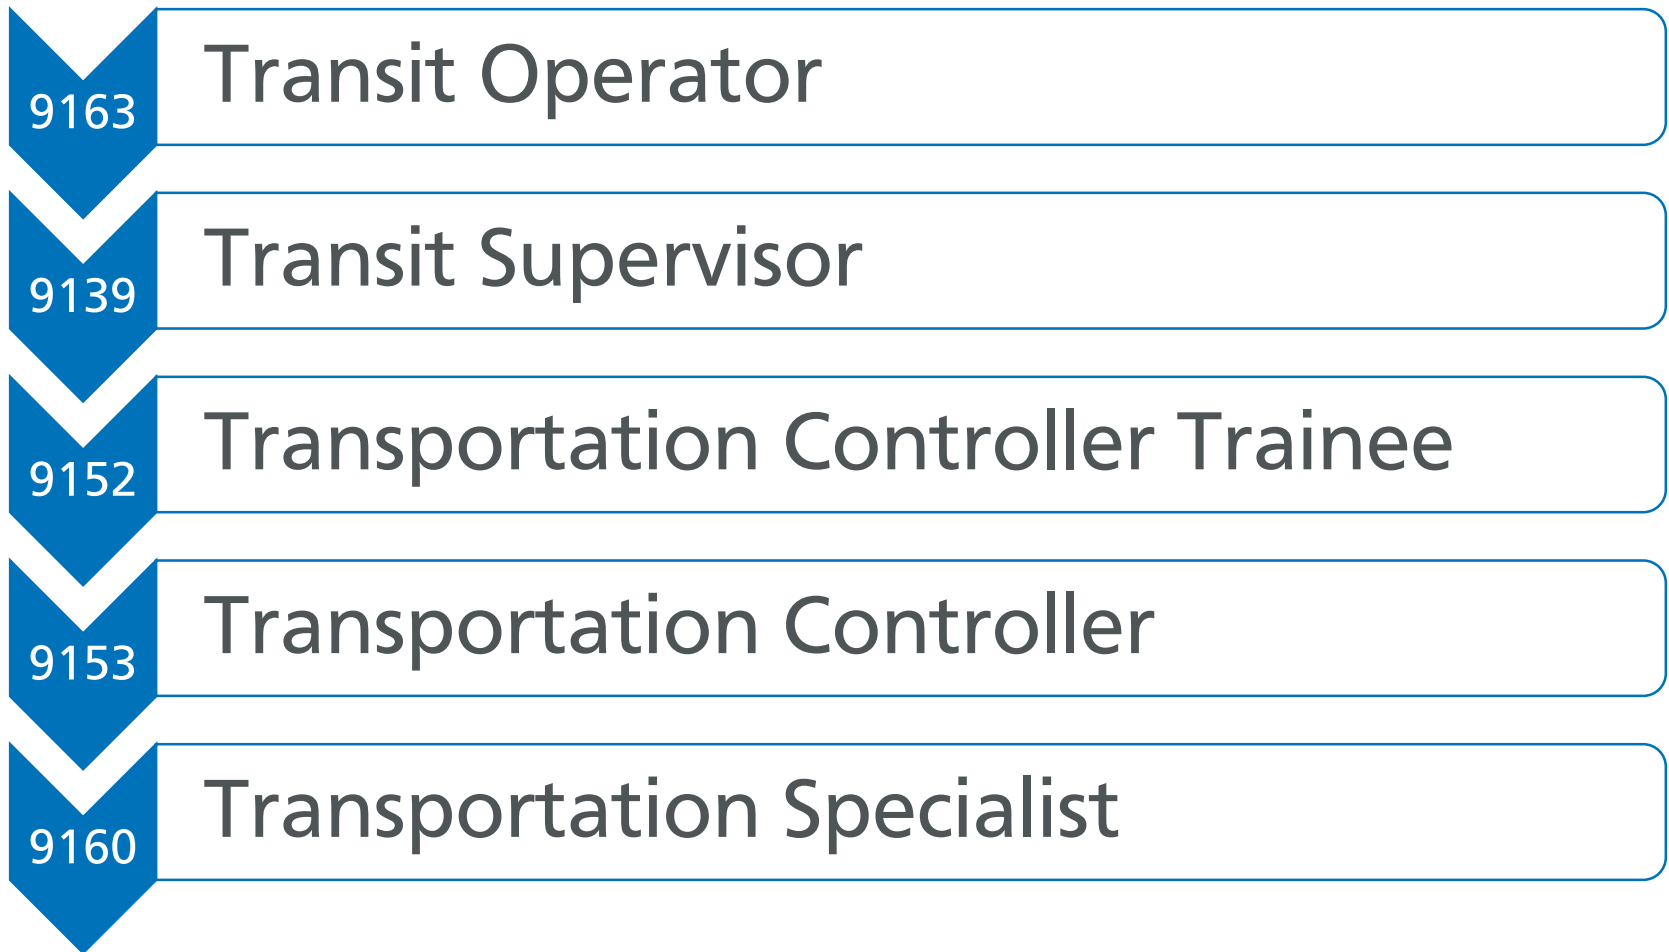 9163 Transit Operator
9139 Transit Supervisor
9152 Transportation Controller Trainee
9153 Transportation Controller
9160 Transportation Specialist